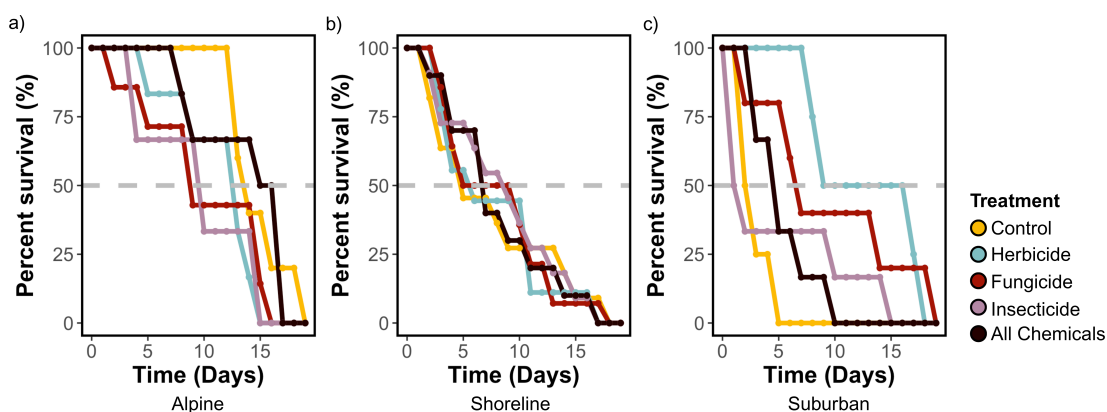 a)
b)
c)
Percent survival (%)
100
75
50
25
0
0
5
10
15
Time (Days)
Alpine
Percent survival (%)
100
75
50
25
0
0
5
10
15
Time (Days)
Shoreline
Percent survival (%)
100
75
50
25
0
0
5
10
15
Time (Days)
Suburban
Treatment
Control
Herbicide
Fungicide
Insecticide
All Chemicals